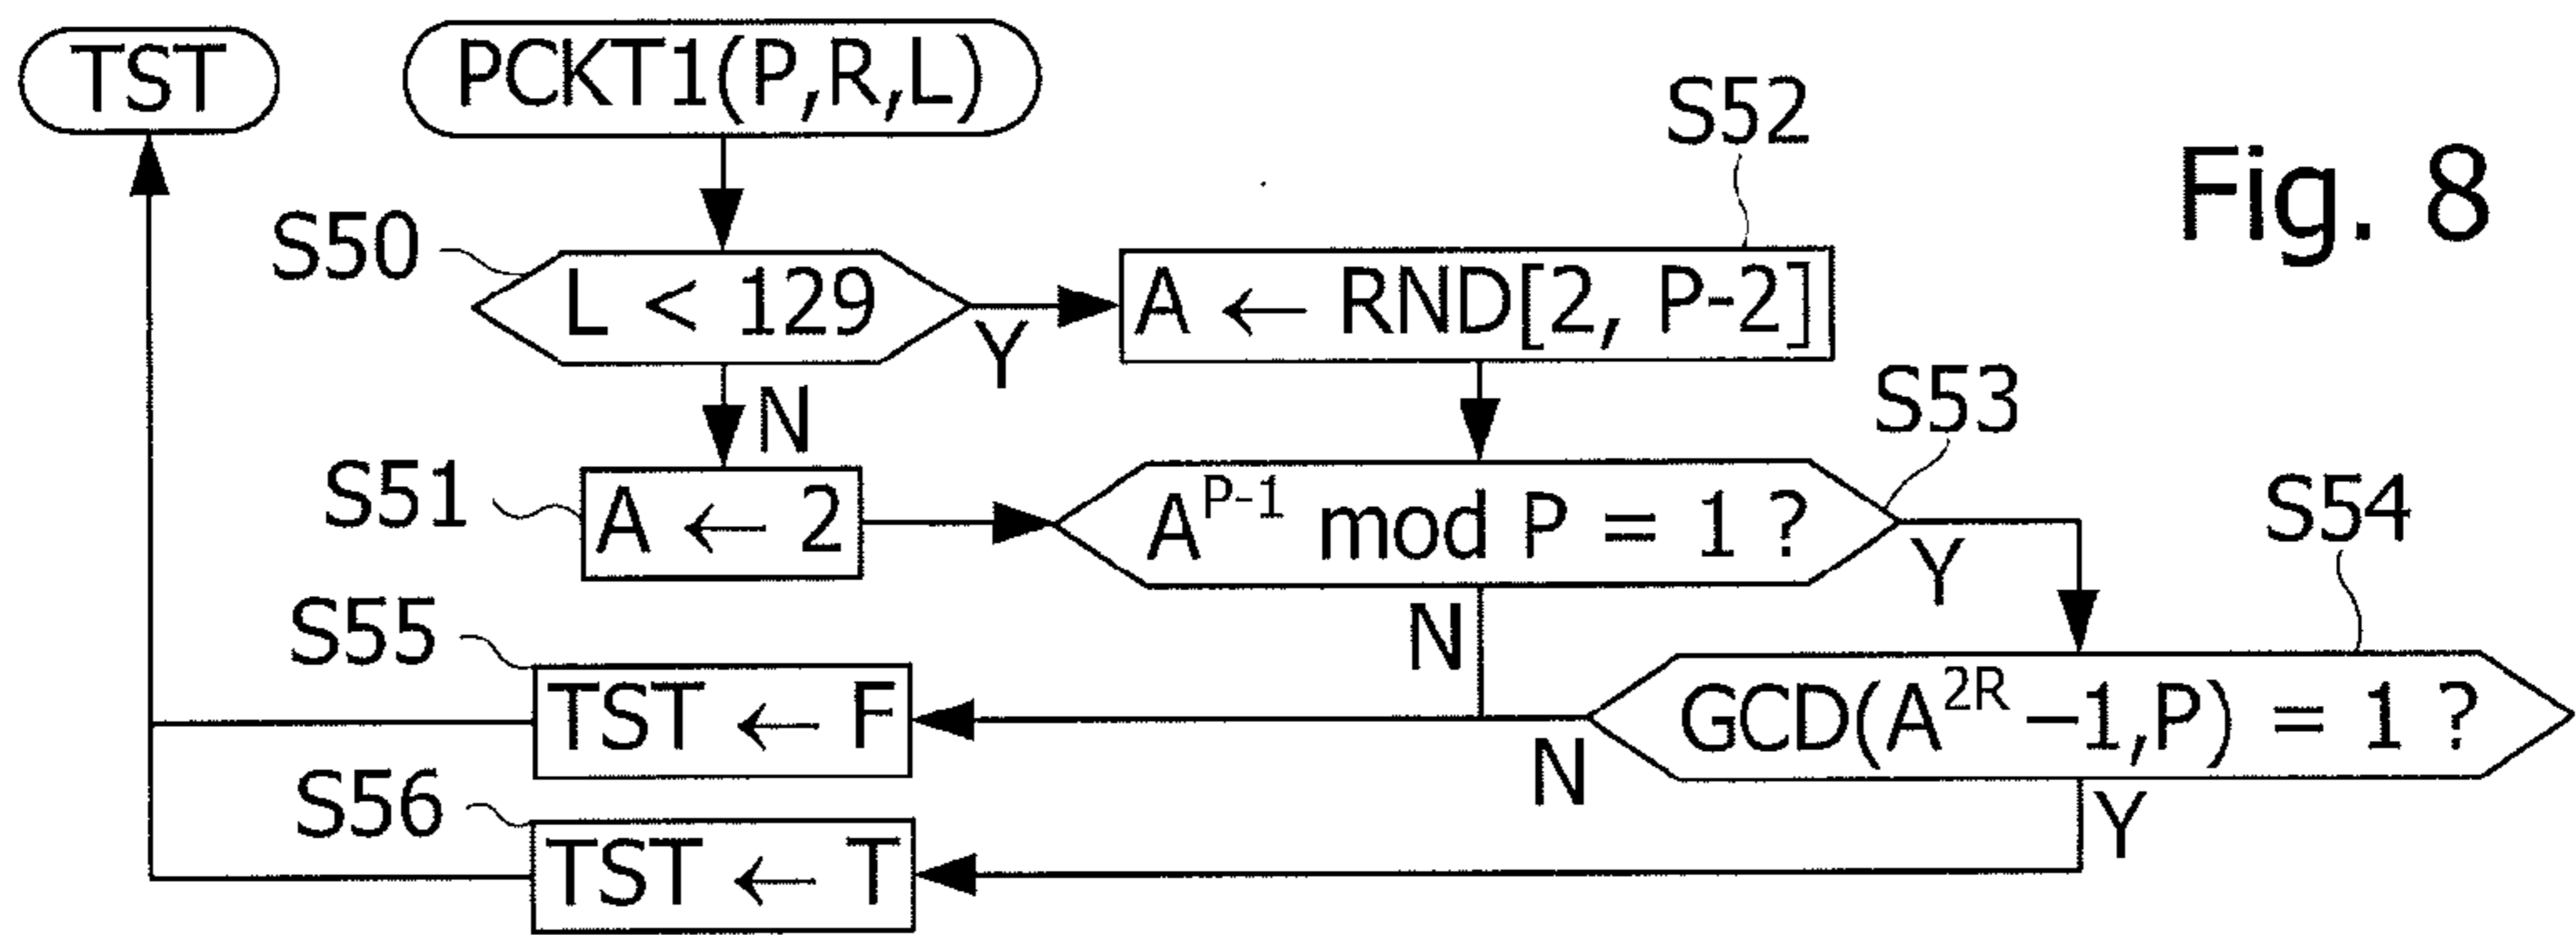 TST
PCKT1(P,R,L)
S52
Fig. 8
S50
L < 129
Y
A ← RND[2, P-2]
N
S53
S51
A ← 2
A^{P-1} mod P = 1 ?
Y
S54
S55
N
TST ← F
GCD(A^{2R} −1,P) = 1 ?
N
S56
Y
TST ← T